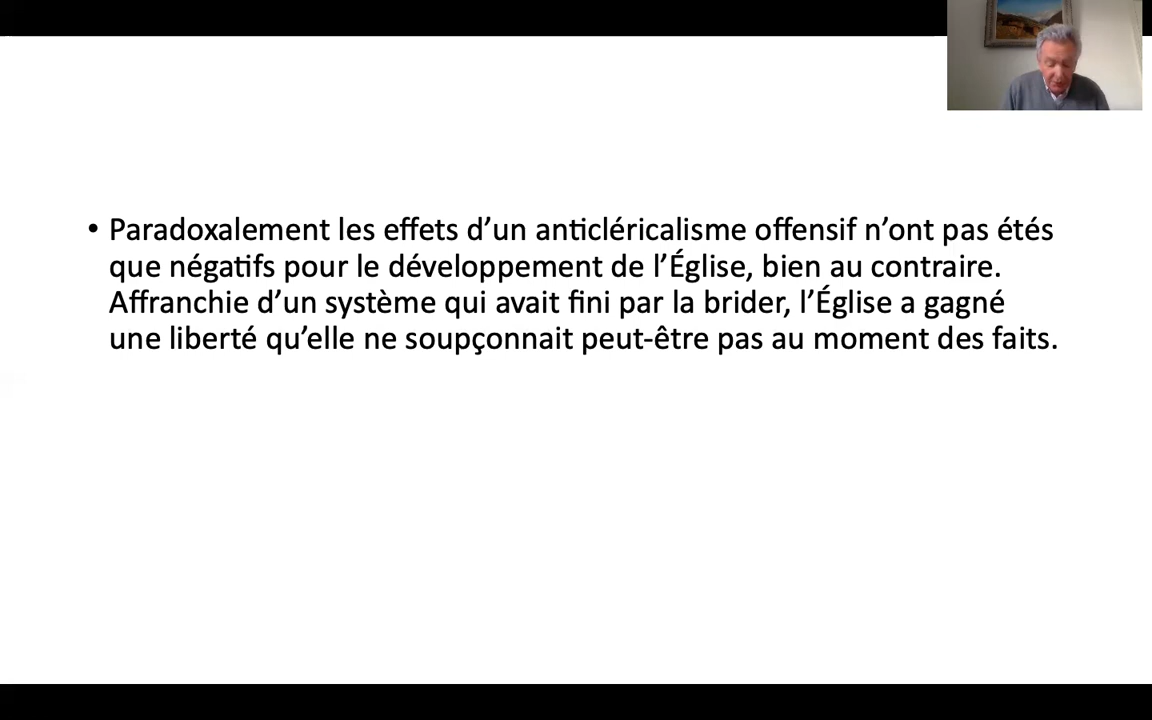 • Paradoxalement les effets d’un anticléricalisme offensif n’ont pas étés
que négatifs pour le développement de l’Église, bien au contraire.
Affranchie d’un système qui avait fini par la brider, l’Église a gagné
une liberté qu’elle ne soupçonnait peut-être pas au moment des faits.